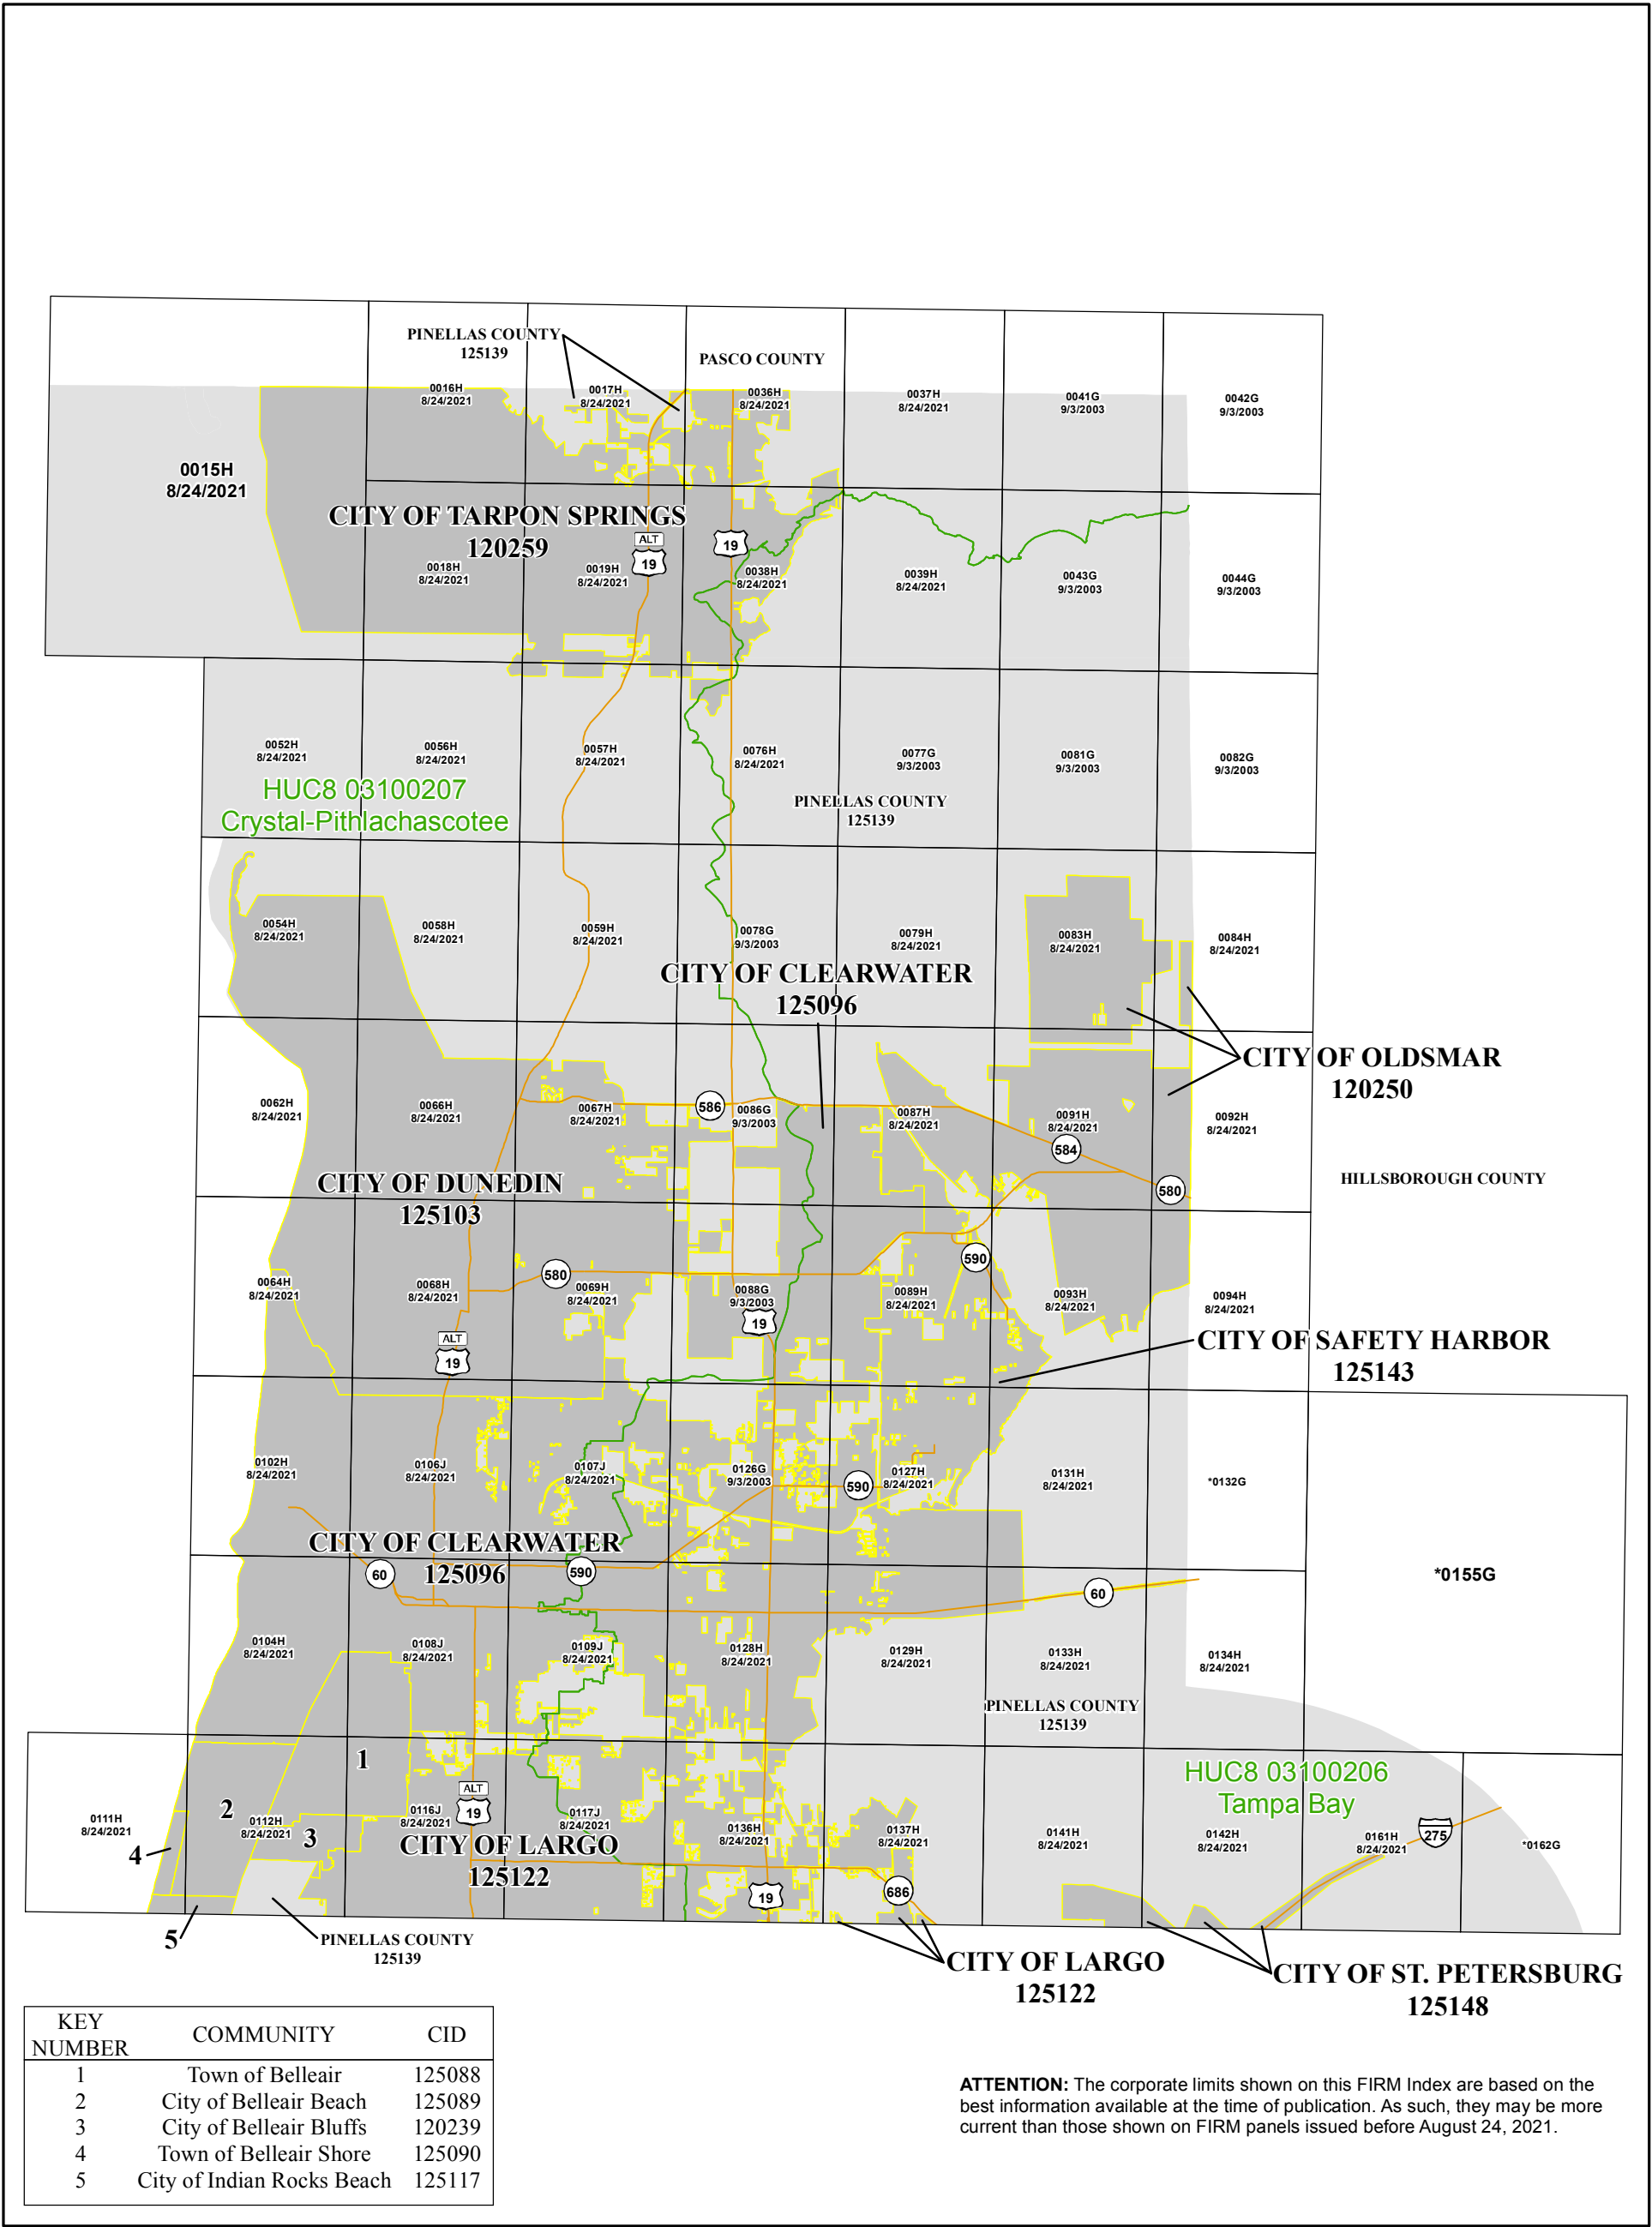 PINELLAS COUNTY
125139
PASCO COUNTY
0016H
8/24/2021
0017H
8/24/2021
0036H
8/24/2021
0037H
8/24/2021
0041G
9/3/2003
0042G
9/3/2003
0015H
8/24/2021
CITY OF TARPON SPRINGS
120259
ALT
19
19
0018H
8/24/2021
0019H
8/24/2021
0038H
8/24/2021
0039H
8/24/2021
0043G
9/3/2003
0044G
9/3/2003
0052H
8/24/2021
0056H
8/24/2021
0057H
8/24/2021
0076H
8/24/2021
0077G
9/3/2003
0081G
9/3/2003
0082G
9/3/2003
HUC8 03100207
Crystal-Pithlachascotee
PINELLAS COUNTY
125139
0054H
8/24/2021
0058H
8/24/2021
0059H
8/24/2021
0078G
9/3/2003
0079H
8/24/2021
0083H
8/24/2021
0084H
8/24/2021
CITY OF CLEARWATER
125096
CITY OF OLDSMAR
120250
0062H
8/24/2021
0066H
8/24/2021
0067H
8/24/2021
586
0086G
9/3/2003
0087H
8/24/2021
0091H
8/24/2021
584
0092H
8/24/2021
580
HILLSBOROUGH COUNTY
CITY OF DUNEDIN
125103
590
580
0064H
8/24/2021
0068H
8/24/2021
0069H
8/24/2021
0088G
9/3/2003
19
0089H
8/24/2021
0093H
8/24/2021
0094H
8/24/2021
ALT
19
CITY OF SAFETY HARBOR
125143
0102H
8/24/2021
0106J
8/24/2021
0107J
8/24/2021
0126G
9/3/2003
590
0127H
8/24/2021
0131H
8/24/2021
*0132G
CITY OF CLEARWATER
125096
60
590
60
*0155G
0104H
8/24/2021
0108J
8/24/2021
0109J
8/24/2021
0128H
8/24/2021
0129H
8/24/2021
0133H
8/24/2021
0134H
8/24/2021
PINELLAS COUNTY
125139
1
HUC8 03100206
Tampa Bay
ALT
19
2
3
4
5
0111H
8/24/2021
0112H
8/24/2021
0116J
8/24/2021
0117J
8/24/2021
0136H
8/24/2021
0137H
8/24/2021
0141H
8/24/2021
0142H
8/24/2021
0161H
8/24/2021
275
*0162G
CITY OF LARGO
125122
19
686
PINELLAS COUNTY
125139
CITY OF LARGO
125122
CITY OF ST. PETERSBURG
125148
KEY NUMBER COMMUNITY CID
1 Town of Belleair 125088
2 City of Belleair Beach 125089
3 City of Belleair Bluffs 120239
4 Town of Belleair Shore 125090
5 City of Indian Rocks Beach 125117
ATTENTION: The corporate limits shown on this FIRM Index are based on the
best information available at the time of publication. As such, they may be more
current than those shown on FIRM panels issued before August 24, 2021.